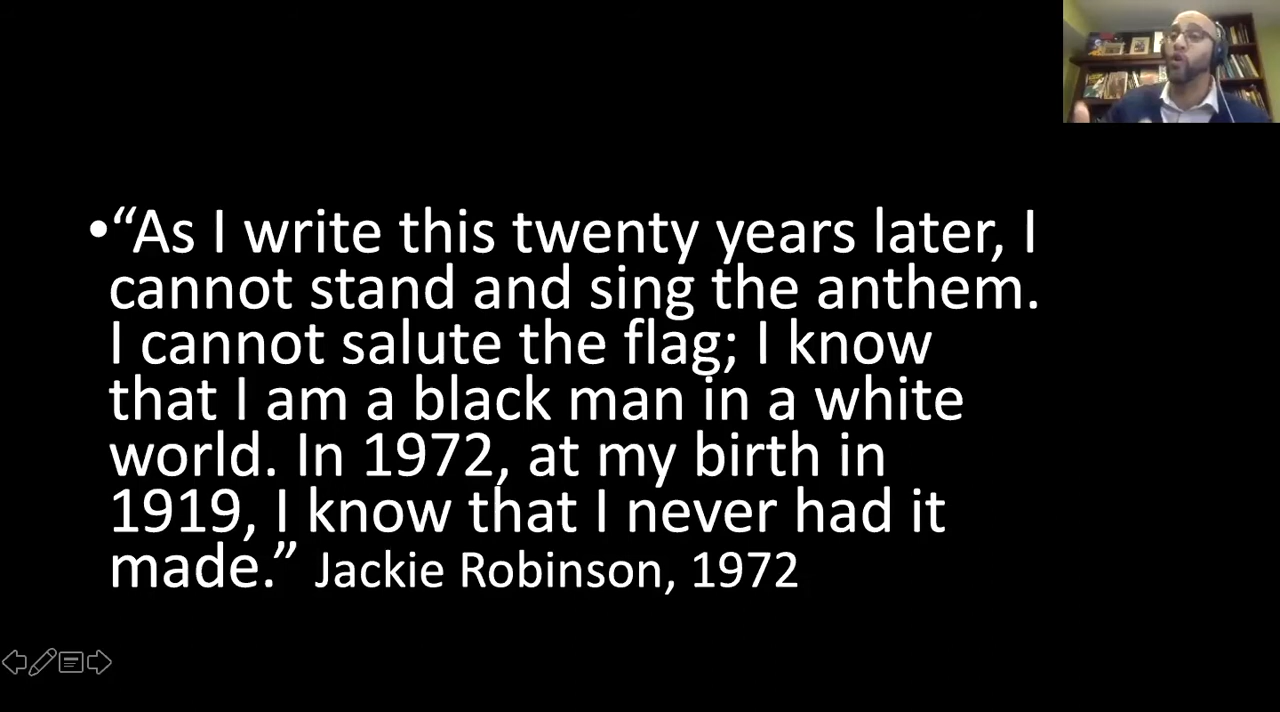 •“As I write this twenty years later, I
cannot stand and sing the anthem.
I cannot salute the flag; I know
that I am a black man in a white
world. In 1972, at my birth in
1919, I know that I never had it
made.” Jackie Robinson, 1972